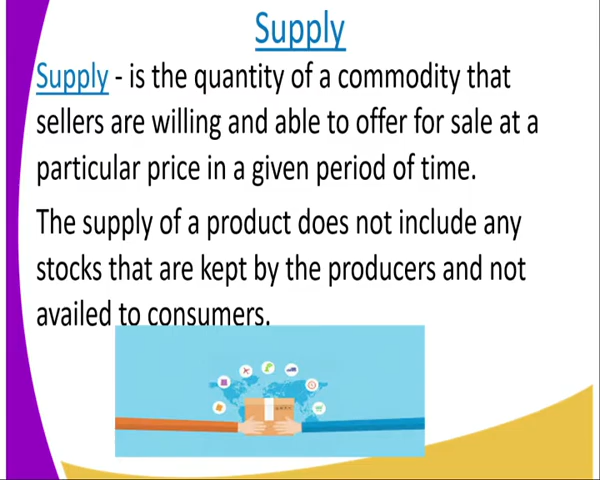 Supply
Supply - is the quantity of a commodity that
sellers are willing and able to offer for sale at a
particular price in a given period of time.
The supply of a product does not include any
stocks that are kept by the producers and not
availed to consumers.